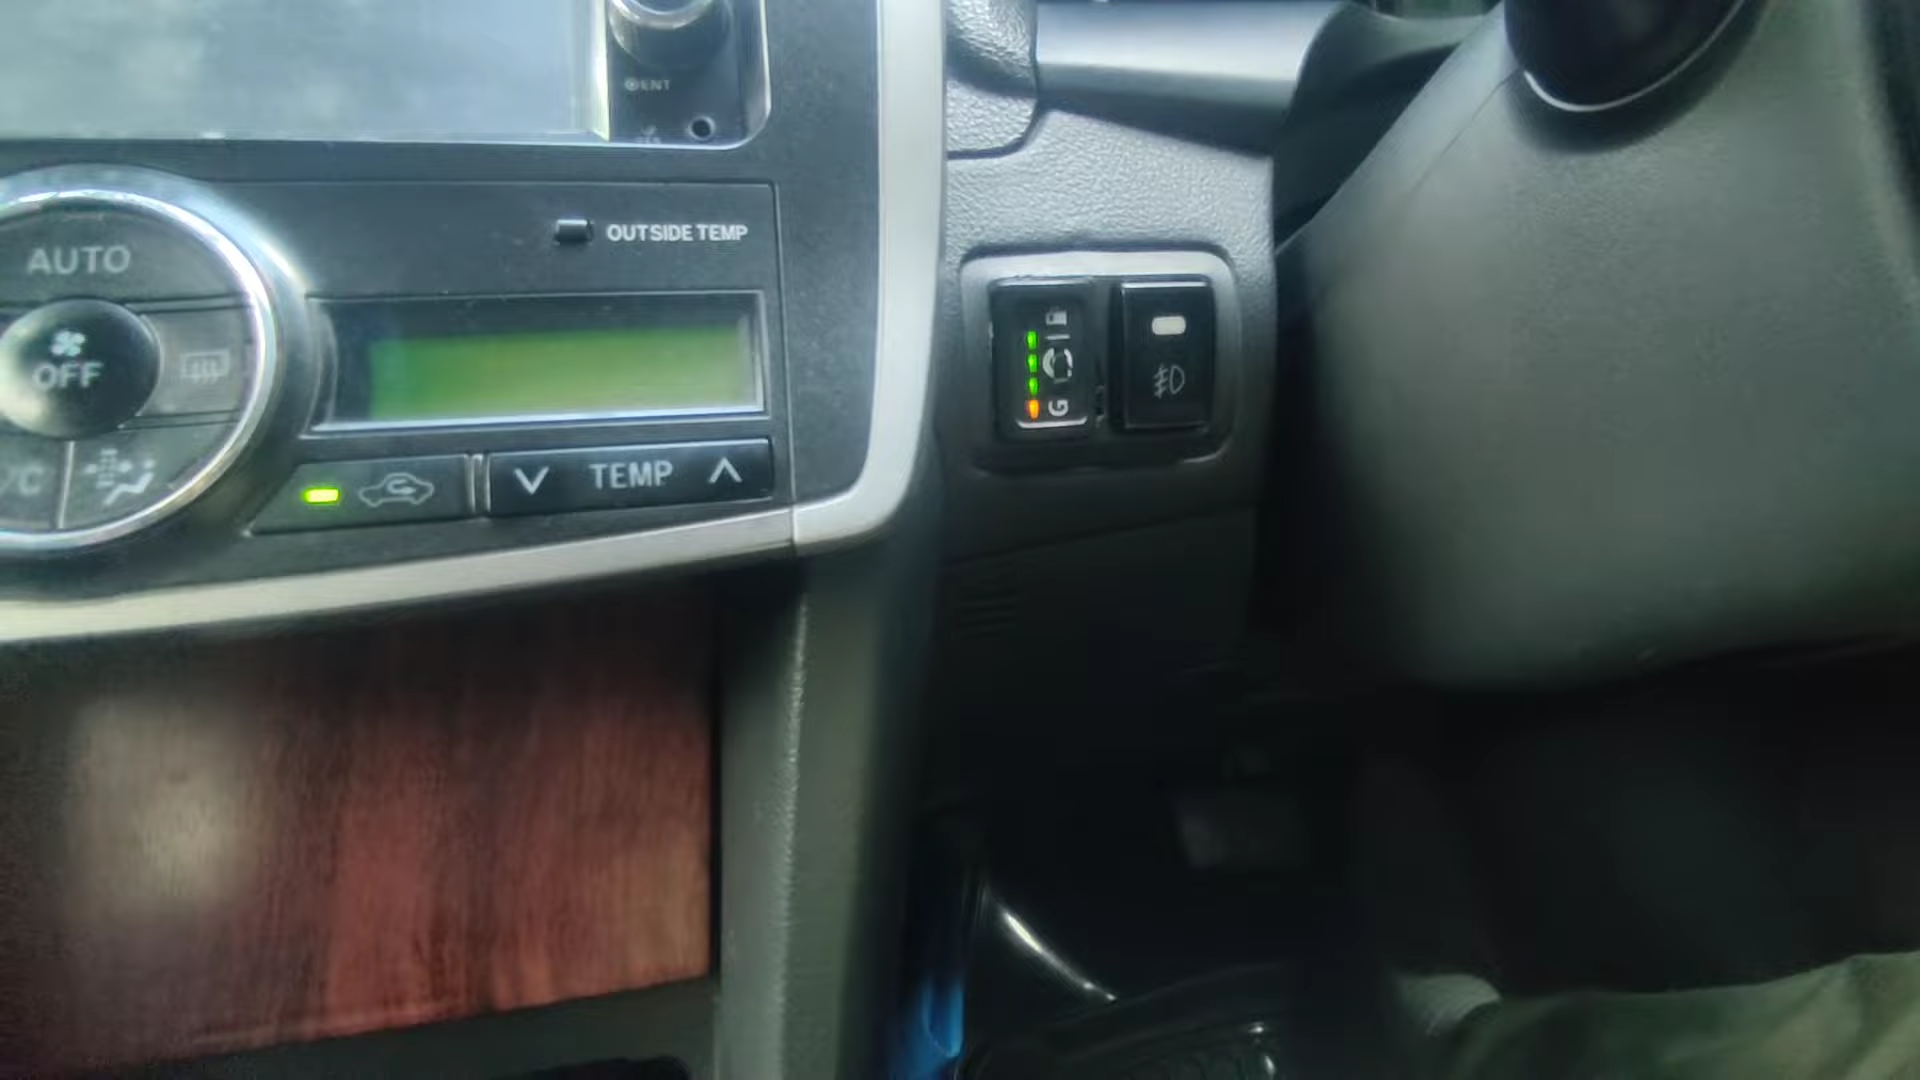 ENT
OUTSIDE TEMP
AUTO
OFF
TEMP
/C
G